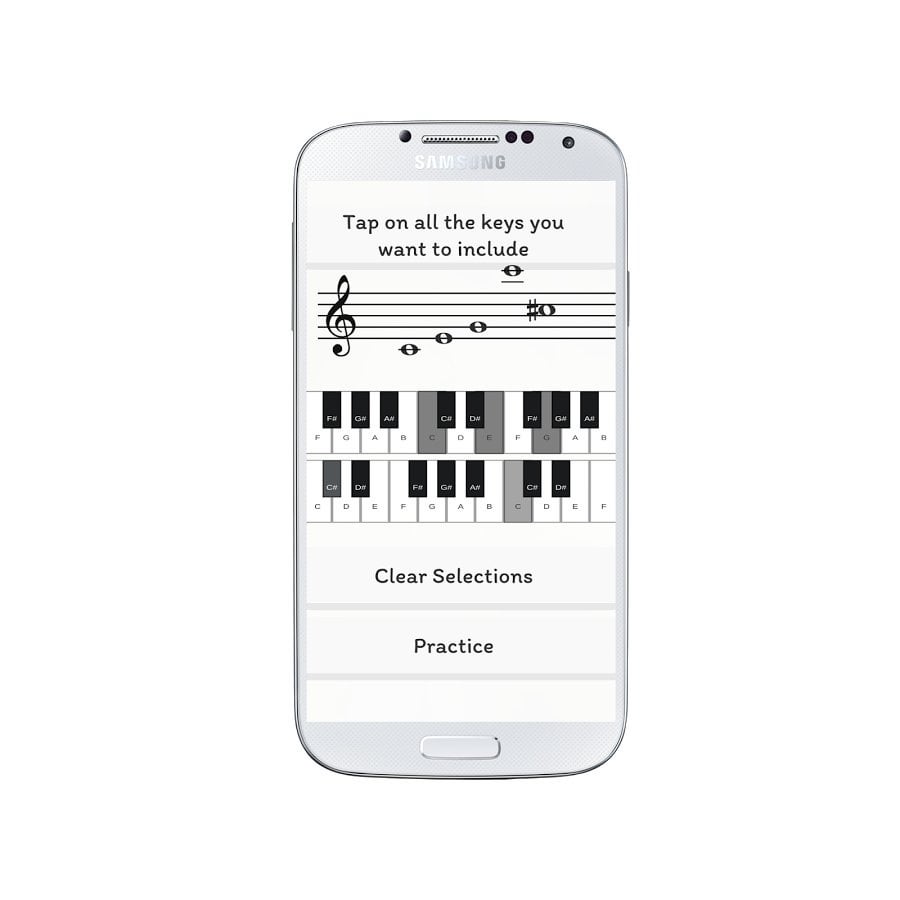 SAMSUNG
Tap on all the keys you
want to include
F# G# A# C# D# F# G# A#
F G A B C D E F G A B
C# D# F# G# A# C# D#
C D E F G A B C D E F
Clear Selections
Practice